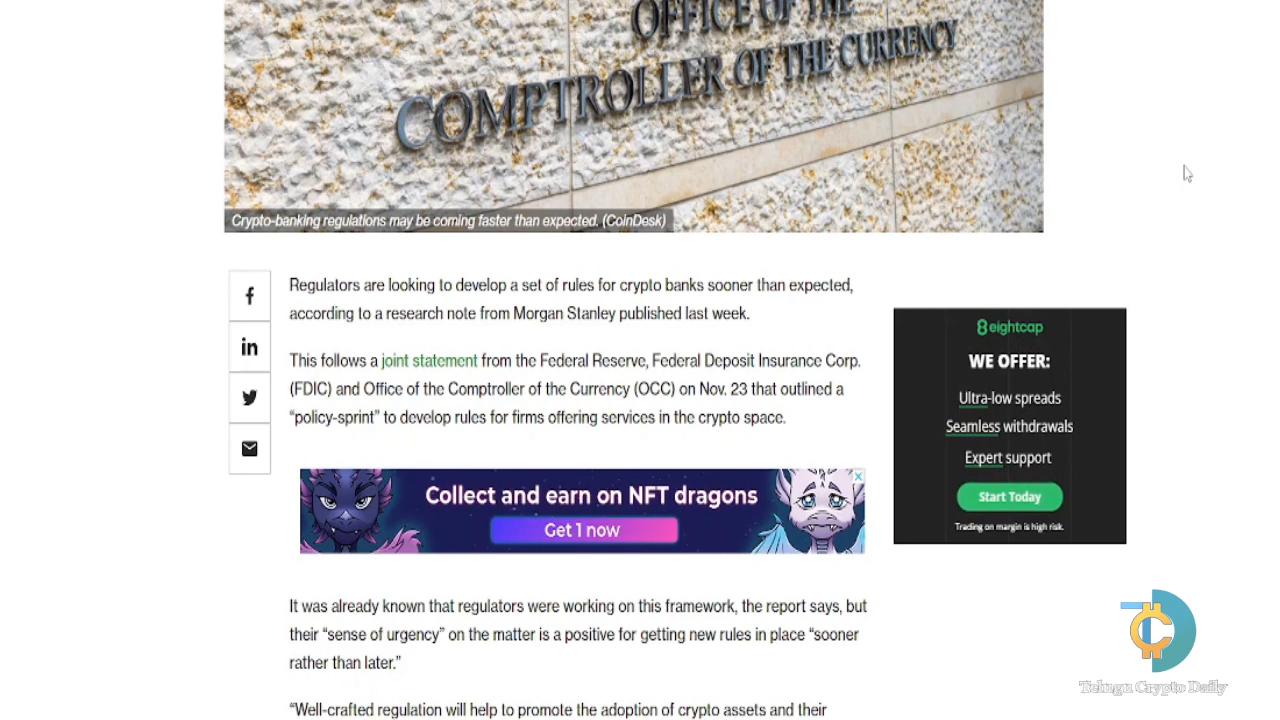 OFFICE OF THE
COMPTROLLER OF THE CURRENCY
Crypto-banking regulations may be coming faster than expected. (CoinDesk)
Regulators are looking to develop a set of rules for crypto banks sooner than expected,
according to a research note from Morgan Stanley published last week.
This follows a joint statement from the Federal Reserve, Federal Deposit Insurance Corp.
(FDIC) and Office of the Comptroller of the Currency (OCC) on Nov. 23 that outlined a
“policy-sprint” to develop rules for firms offering services in the crypto space.
Collect and earn on NFT dragons
Get 1 now
8eightcap
WE OFFER:
Ultra-low spreads
Seamless withdrawals
Expert support
Start Today
Trading on margin is high risk.
It was already known that regulators were working on this framework, the report says, but
their “sense of urgency” on the matter is a positive for getting new rules in place “sooner
rather than later.”
“Well-crafted regulation will help to promote the adoption of crypto assets and their
Telugu Crypto Daily